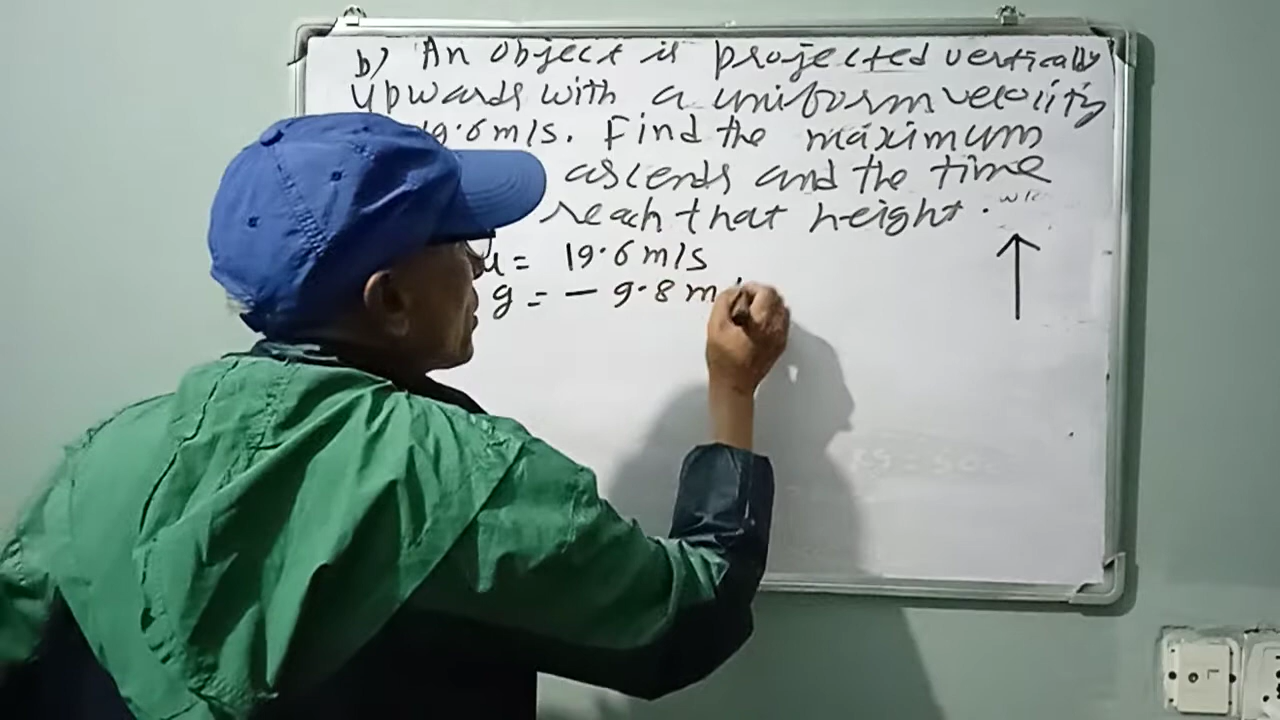 b) An object is projected vertically
upwards with a uniform velocity
19.6 m/s. Find the maximum
ascends and the time
reach that height.
u = 19.6 m/s
g = - 9.8 m